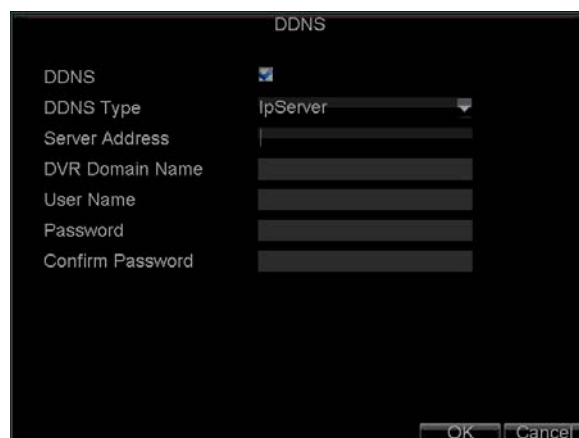 DDNS
DDNS
DDNS Type IpServer
Server Address
DVR Domain Name
User Name
Password
Confirm Password
OK Cancel